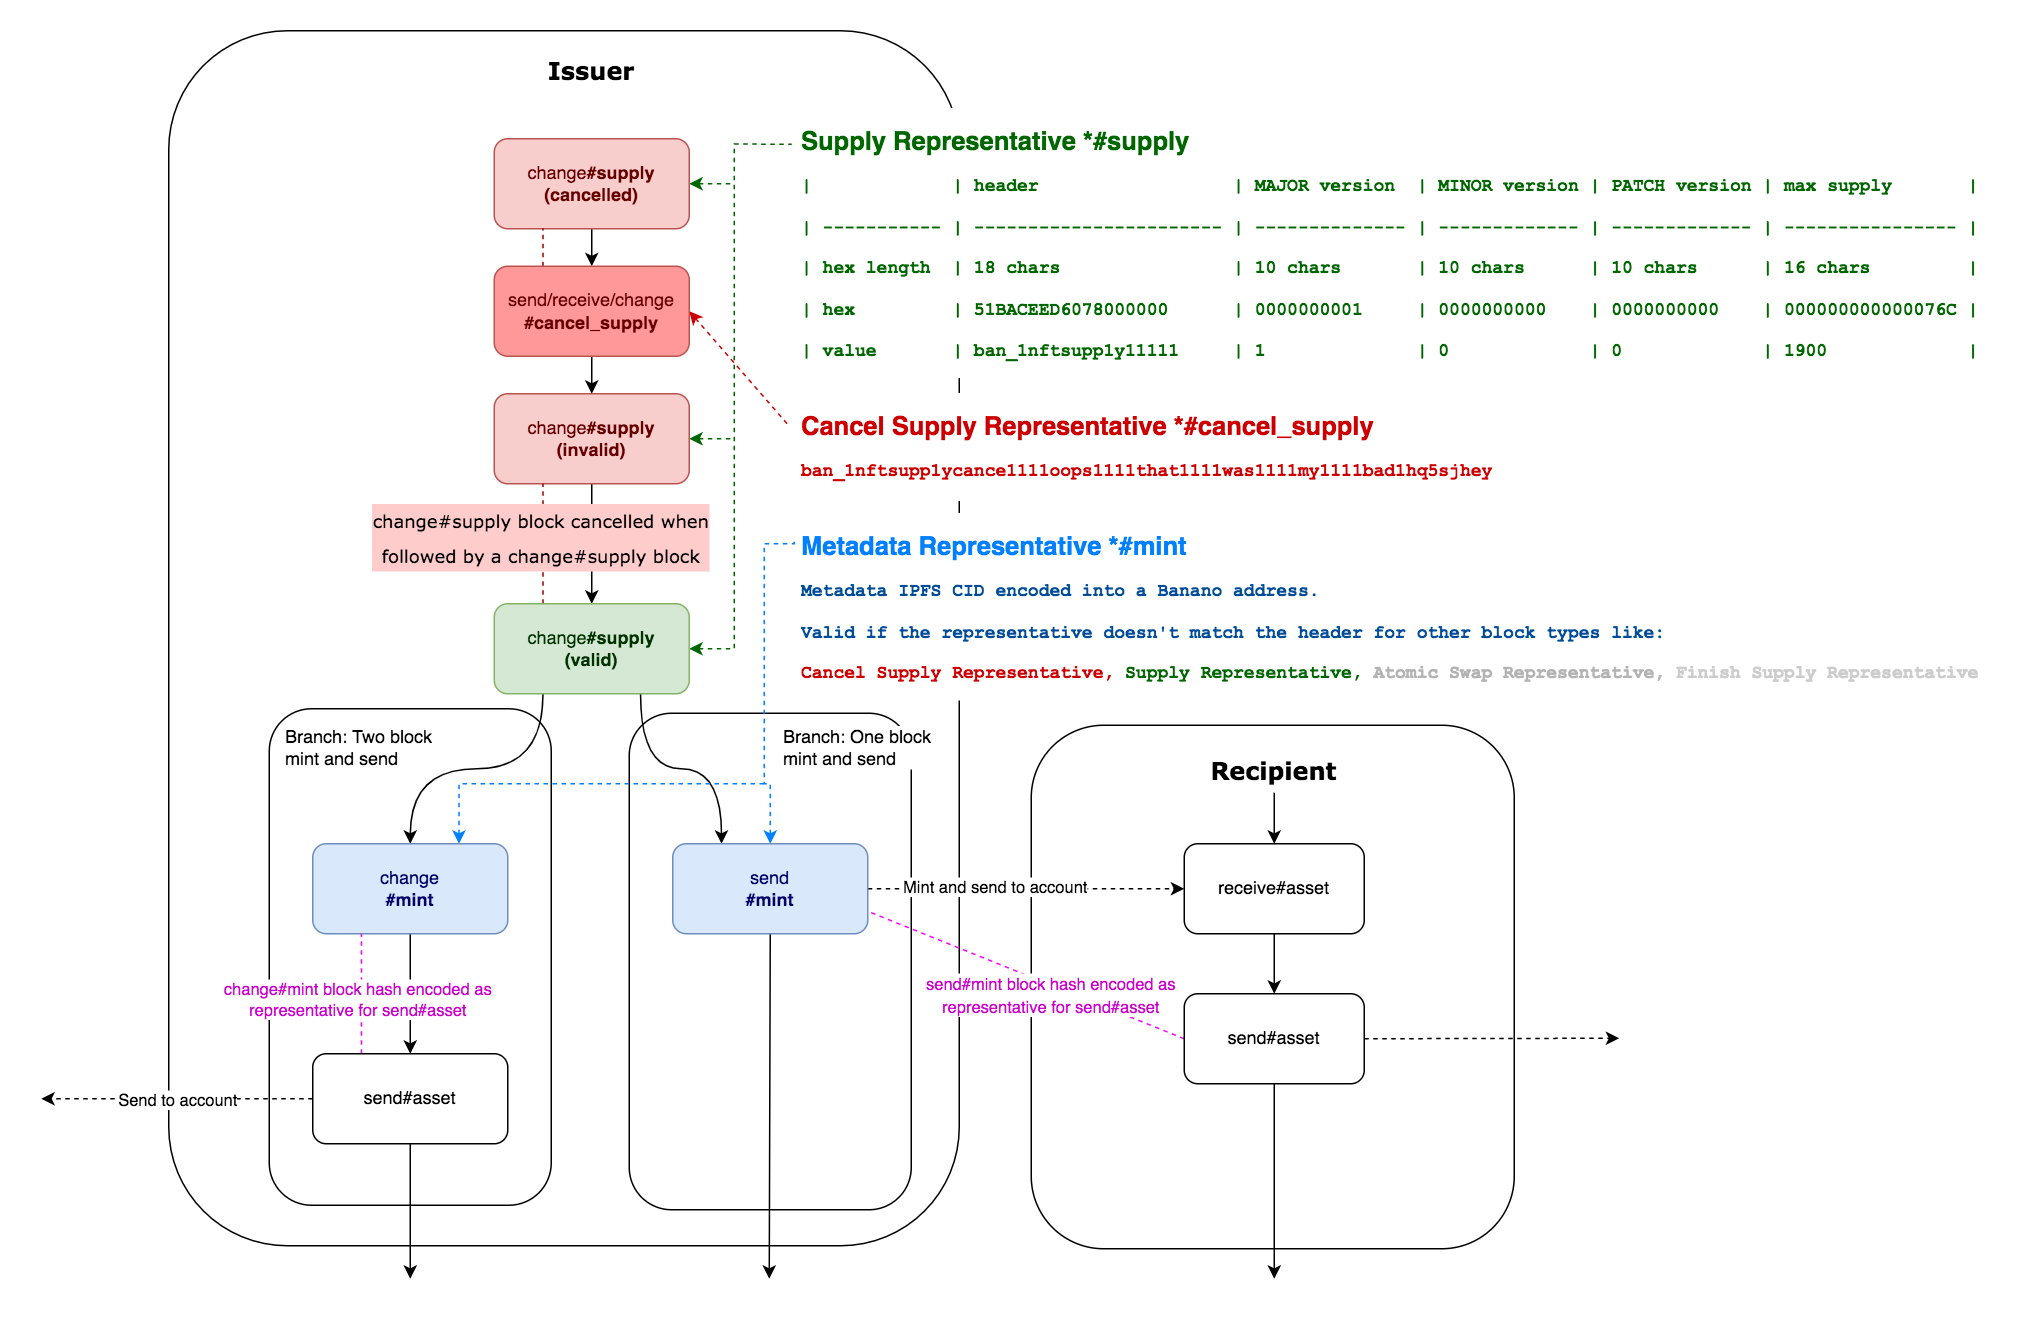 Issuer
change#supply
(cancelled)
send/receive/change
#cancel_supply
change#supply
(invalid)
change#supply block cancelled when
followed by a change#supply block
change#supply
(valid)
Supply Representative *#supply
| | header | MAJOR version | MINOR version | PATCH version | max supply |
| ----------- | ----------------------- | -------------- | ------------- | ------------- | ---------------- |
| hex length | 18 chars | 10 chars | 10 chars | 10 chars | 16 chars |
| hex | 51BACEED6078000000 | 0000000001 | 0000000000 | 0000000000 | 000000000000076C |
| value | ban_1nftsupp1y11111 | 1 | 0 | 0 | 1900 |
Cancel Supply Representative *#cancel_supply
ban_1nftsupp1ycance1111oops1111that1111was1111my1111bad1hq5sjhey
Metadata Representative *#mint
Metadata IPFS CID encoded into a Banano address.
Valid if the representative doesn't match the header for other block types like:
Cancel Supply Representative, Supply Representative, Atomic Swap Representative, Finish Supply Representative
Branch: Two block
mint and send
change
#mint
change#mint block hash encoded as
representative for send#asset
send#asset
Send to account
Branch: One block
mint and send
send
#mint
Mint and send to account
send#mint block hash encoded as
representative for send#asset
Recipient
receive#asset
send#asset